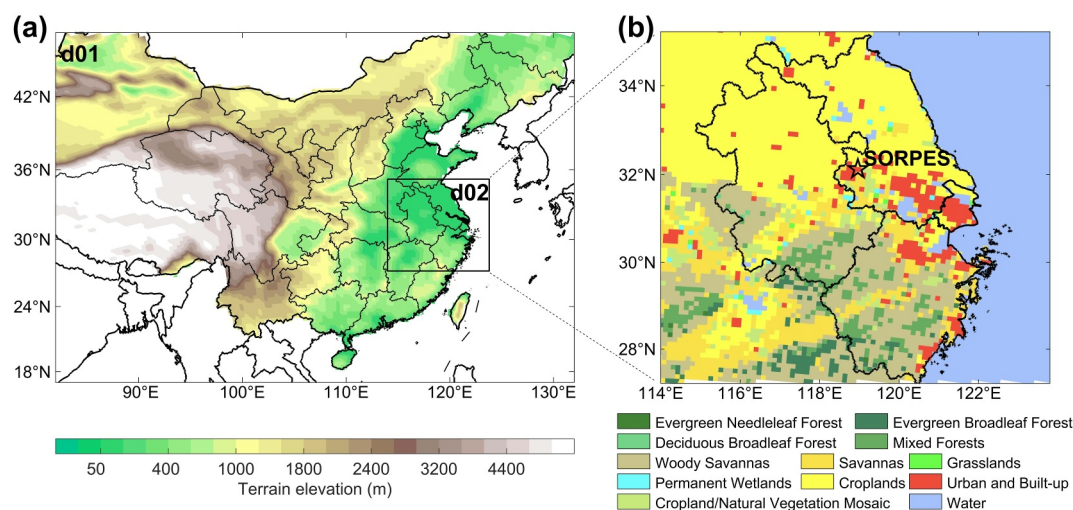 (a)
(b)
d01
d02
42°N
36°N
30°N
24°N
18°N
90°E
100°E
110°E
120°E
130°E
50
400
1000
1800
2400
3200
4400
Terrain elevation (m)
SORPES
34°N
32°N
30°N
28°N
114°E
116°E
118°E
120°E
122°E
Evergreen Needleleaf Forest
Evergreen Broadleaf Forest
Deciduous Broadleaf Forest
Mixed Forests
Woody Savannas
Savannas
Grasslands
Permanent Wetlands
Croplands
Urban and Built-up
Cropland/Natural Vegetation Mosaic
Water